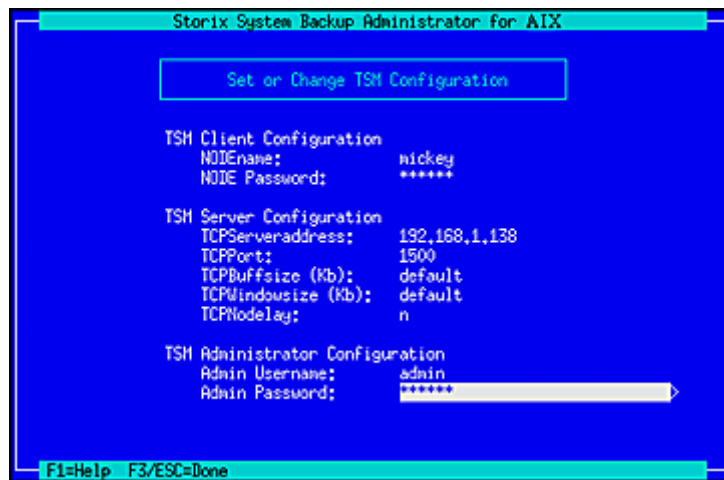 Storix System Backup Administrator for AIX
Set or Change TSM Configuration
TSM Client Configuration
NODEname: mickey
NODE Password: ******
TSM Server Configuration
TCPServeraddress: 192.168.1.138
TCPPort: 1500
TCPBuffsize (Kb): default
TCPWindowsize (Kb): default
TCPNodelay: n
TSM Administrator Configuration
Admin Username: admin
Admin Password: ******
F1=Help F3/ESC=Done